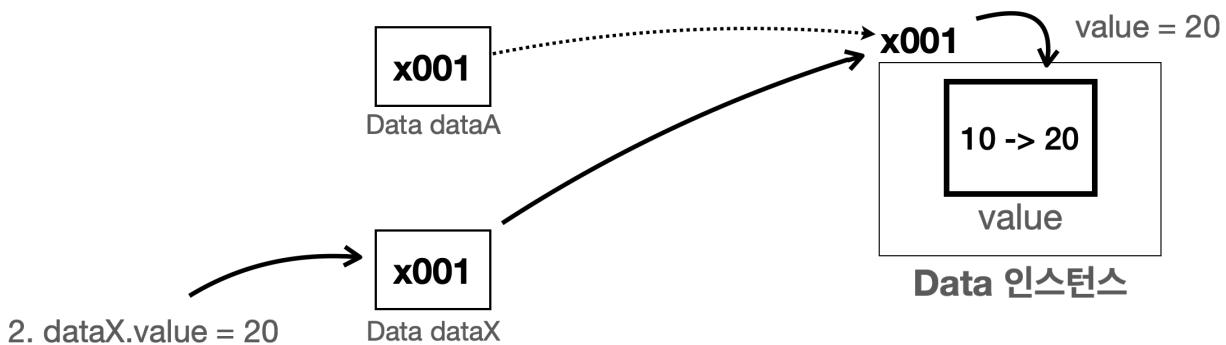 x001
Data dataA
x001
value = 20
10 -> 20
value
Data 인스턴스
2. dataX.value = 20
x001
Data dataX